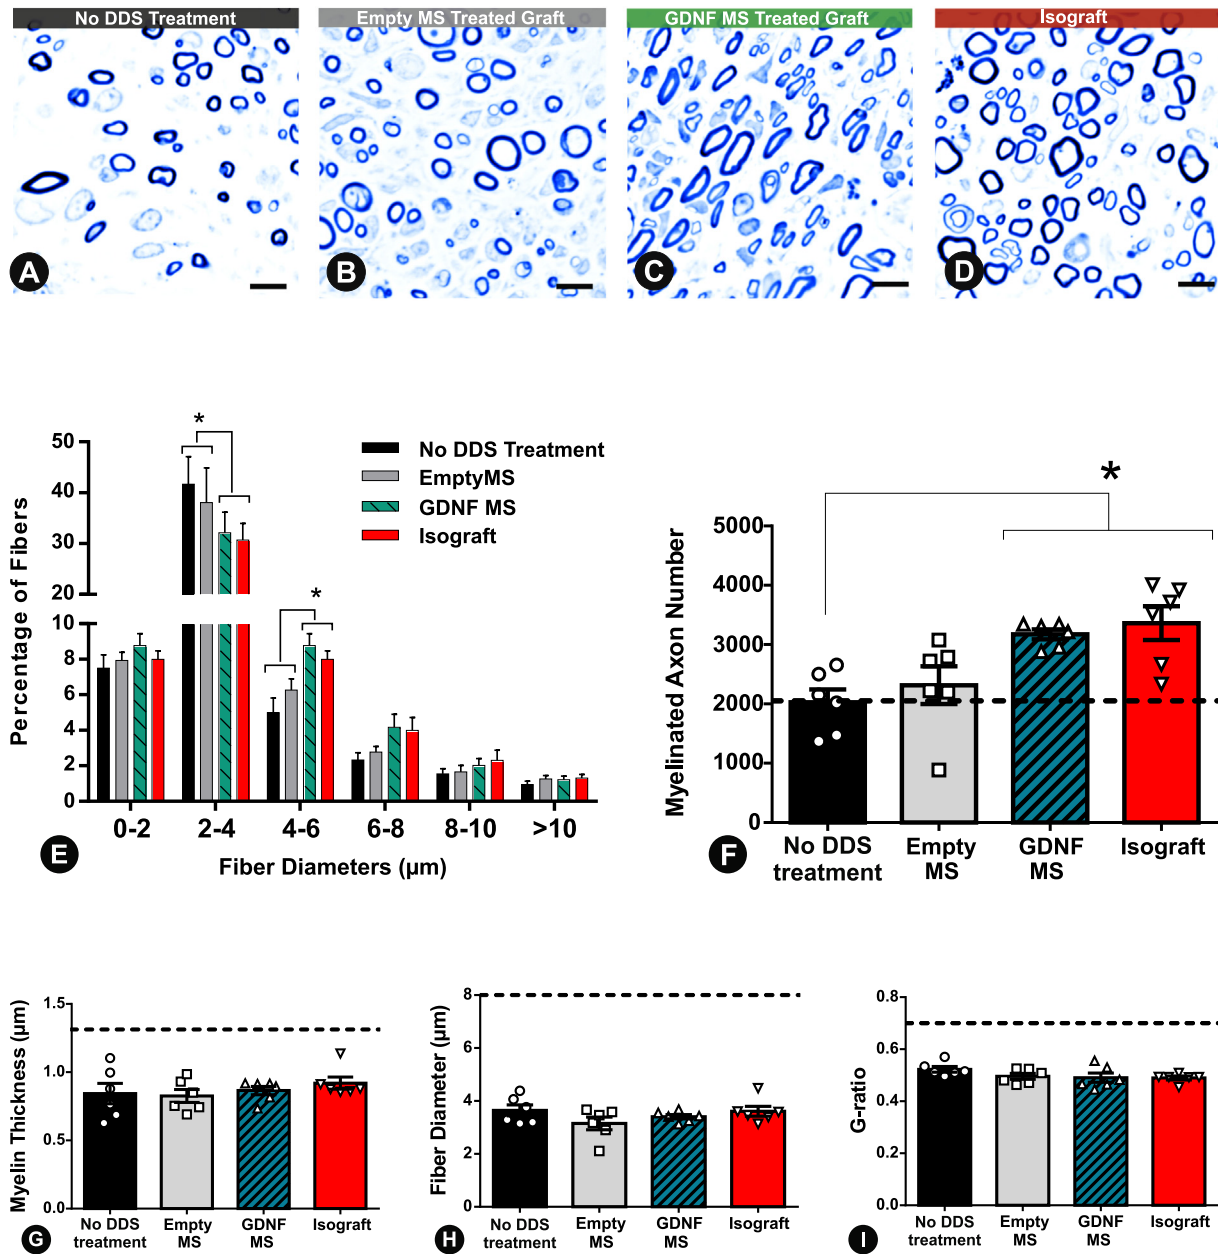 No DDS Treatment
Empty MS Treated Graft
GDNF MS Treated Graft
Isograft
A
B
C
D
*
*
50
40
30
20
10
8
6
4
2
0
Percentage of Fibers
No DDS Treatment
EmptyMS
GDNF MS
Isograft
0-2
2-4
4-6
6-8
8-10
>10
Fiber Diameters (µm)
E
*
5000
4000
3000
2000
1000
0
Myelinated Axon Number
No DDS
treatment
Empty
MS
GDNF
MS
Isograft
F
1.5
1.0
0.5
0.0
Myelin Thickness (µm)
No DDS
treatment
Empty
MS
GDNF
MS
Isograft
G
8
6
4
2
0
Fiber Diameter (µm)
No DDS
treatment
Empty
MS
GDNF
MS
Isograft
H
0.8
0.6
0.4
0.2
0.0
G-ratio
No DDS
treatment
Empty
MS
GDNF
MS
Isograft
I